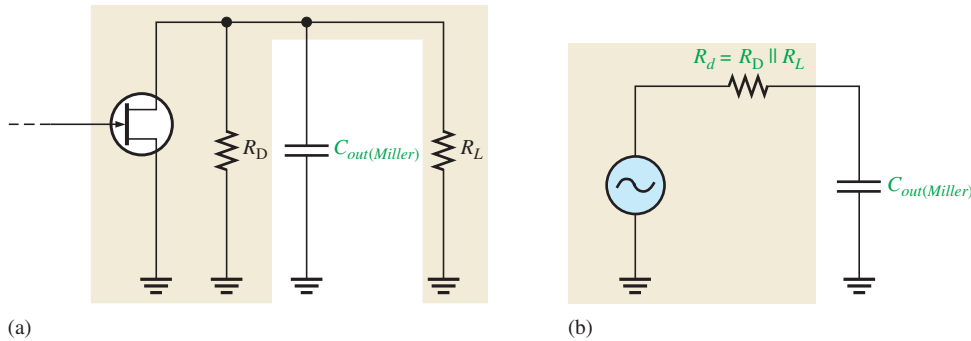 R_D
C_out(Miller)
R_L
(a)
R_d = R_D || R_L
C_out(Miller)
(b)